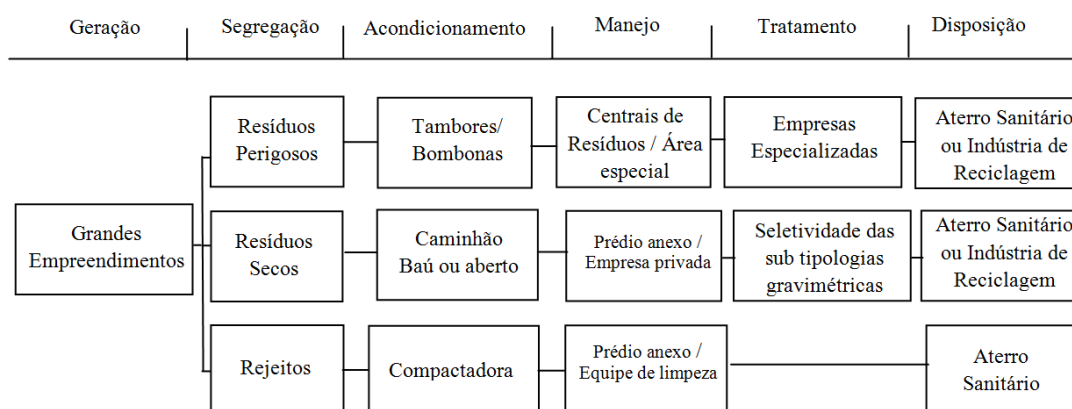 Geração
Segregação
Acondicionamento
Manejo
Tratamento
Disposição
Grandes
Empreendimentos
Resíduos
Perigosos
Tambores/
Bombonas
Centrais de
Resíduos / Área
especial
Empresas
Especializadas
Aterro Sanitário
ou Indústria de
Reciclagem
Resíduos
Secos
Caminhão
Baú ou aberto
Prédio anexo /
Empresa privada
Seletividade das
sub tipologias
gravimétricas
Aterro Sanitário
ou Indústria de
Reciclagem
Rejeitos
Compactadora
Prédio anexo /
Equipe de limpeza
Aterro
Sanitário